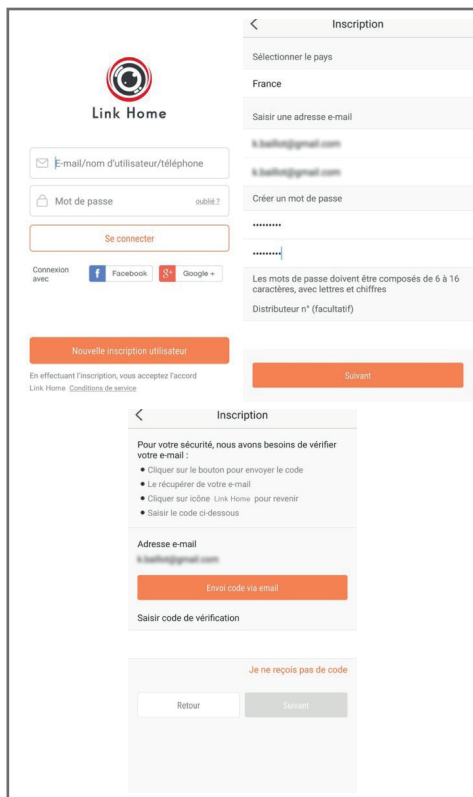 Link Home
E-mail/nom d'utilisateur/téléphone
Mot de passe
oublié ?
Se connecter
Connexion
avec
f Facebook
g+ Google +
Nouvelle inscription utilisateur
En effectuant l'inscription, vous acceptez l'accord
Link Home Conditions de service
Inscription
Sélectionner le pays
France
Saisir une adresse e-mail
Créer un mot de passe
•••••••••
•••••••••
Les mots de passe doivent être composés de 6 à 16
caractères, avec lettres et chiffres
Distributeur n° (facultatif)
Suivant
Inscription
Pour votre sécurité, nous avons besoins de vérifier
votre e-mail :
• Cliquer sur le bouton pour envoyer le code
• Le récupérer de votre e-mail
• Cliquer sur icône Link Home pour revenir
• Saisir le code ci-dessous
Adresse e-mail
Envoi code via email
Saisir code de vérification
Je ne reçois pas de code
Retour
Suivant